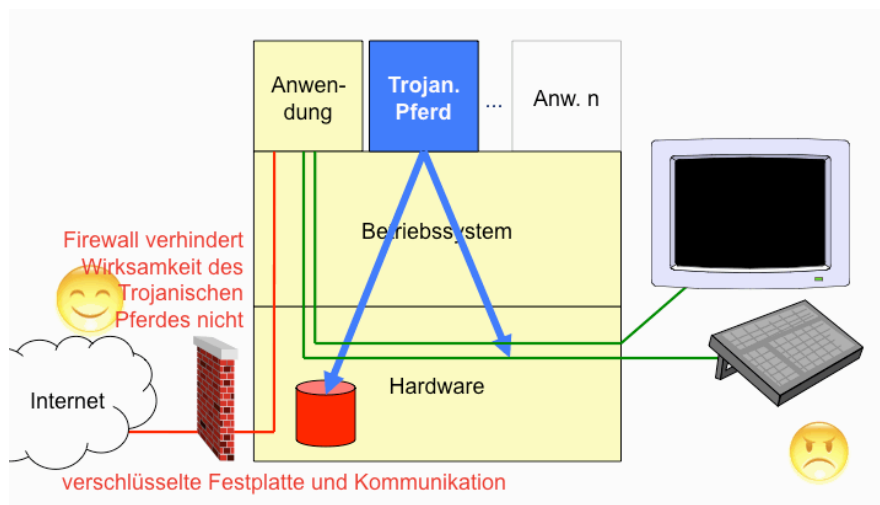 Anwen-
dung
Trojan.
Pferd
...
Anw. n
Betriebssystem
Firewall verhindert
Wirksamkeit des
Trojanischen
Pferdes nicht
Internet
Hardware
verschlüsselte Festplatte und Kommunikation